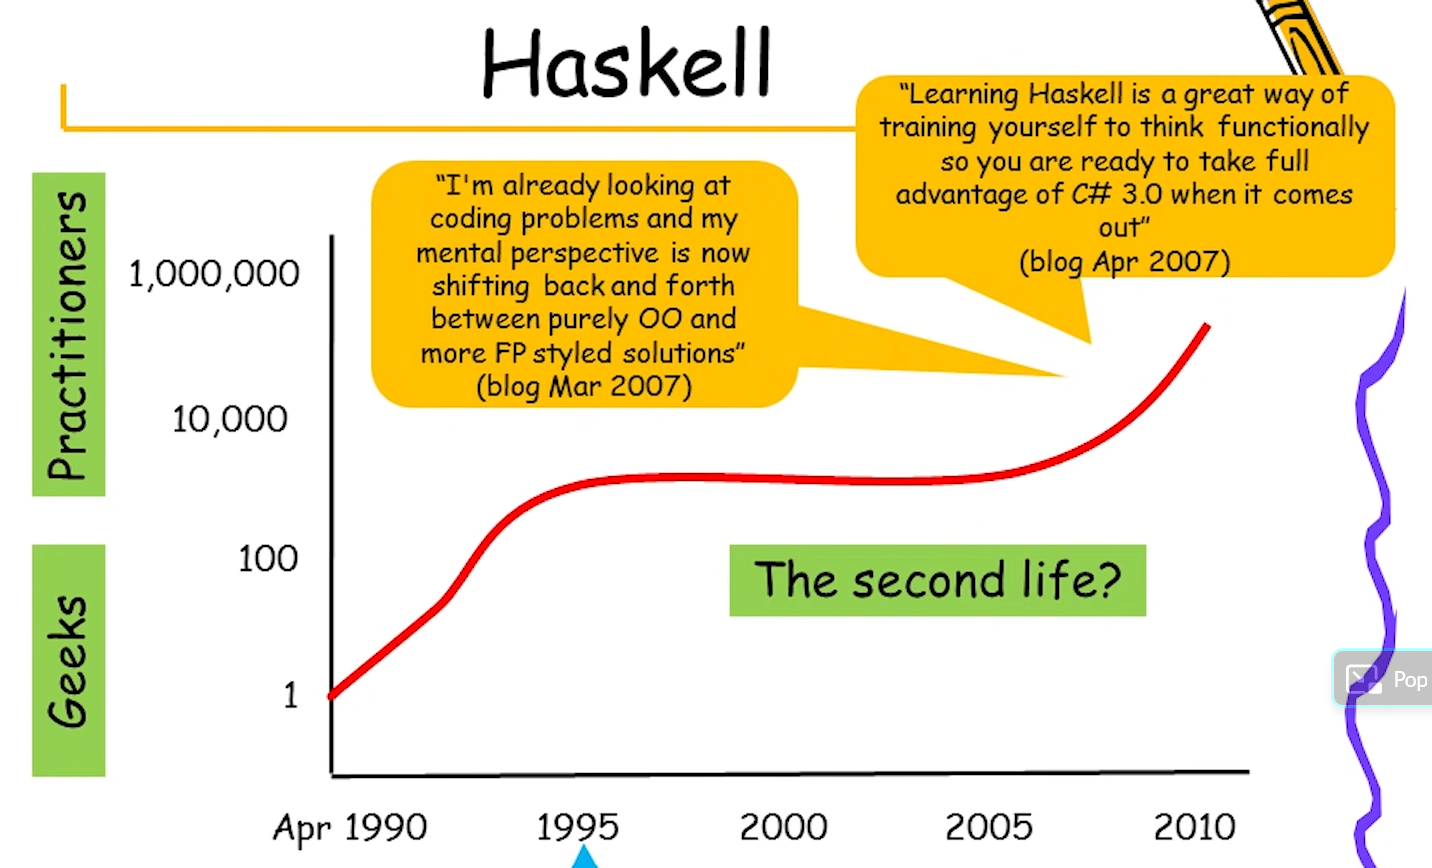 Haskell
“Learning Haskell is a great way of
training yourself to think functionally
so you are ready to take full
advantage of C# 3.0 when it comes
out”
(blog Apr 2007)
“I'm already looking at
coding problems and my
mental perspective is now
shifting back and forth
between purely OO and
more FP styled solutions”
(blog Mar 2007)
Practitioners
1,000,000
10,000
Geeks
100
1
The second life?
Pop
Apr 1990
1995
2000
2005
2010